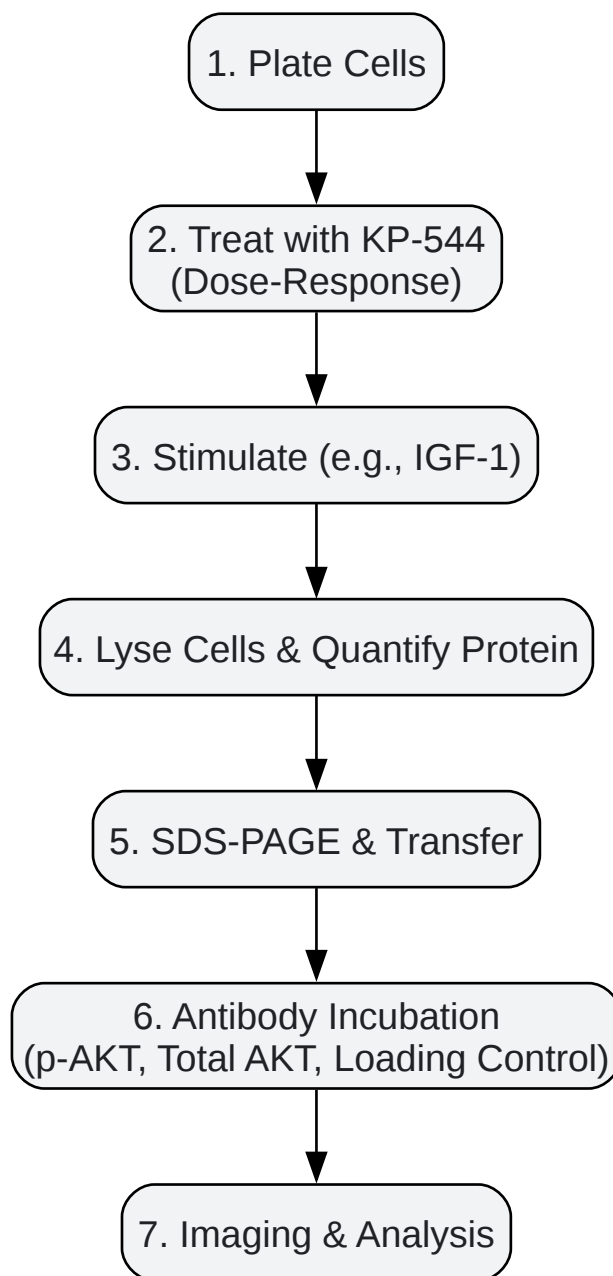 1. Plate Cells
2. Treat with KP-544
(Dose-Response)
3. Stimulate (e.g., IGF-1)
4. Lyse Cells & Quantify Protein
5. SDS-PAGE & Transfer
6. Antibody Incubation
(p-AKT, Total AKT, Loading Control)
7. Imaging & Analysis